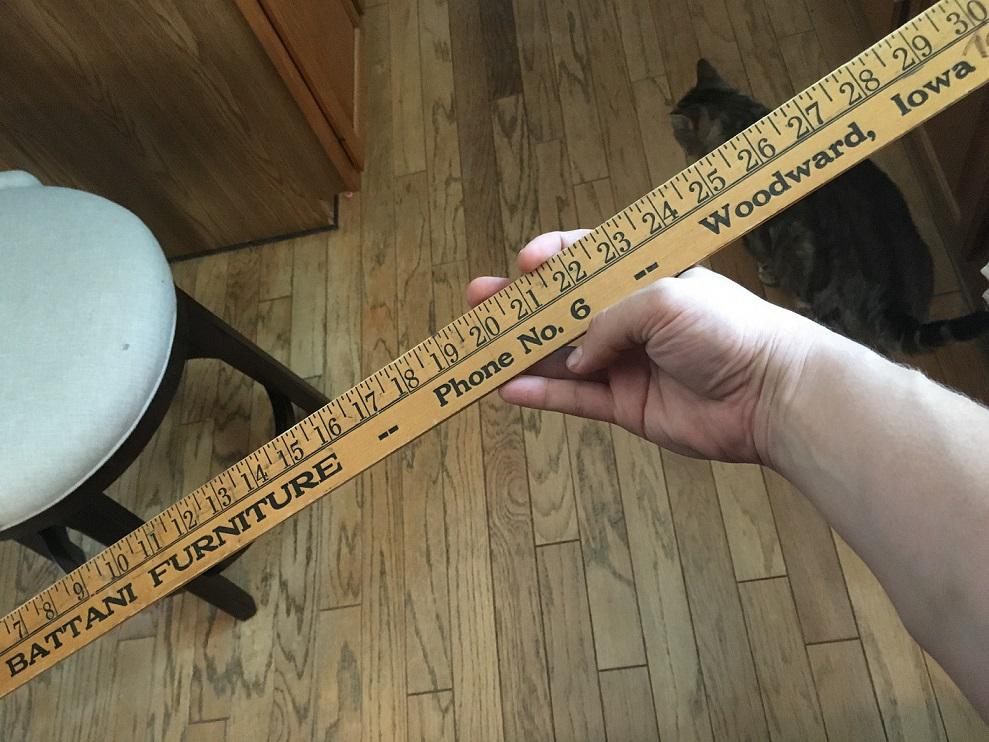 7 8 9 10 11 12 13 14 15 16 17 18 19 20 21 22 23 24 25 26 27 28 29 30
BATTANI FURNITURE -- Phone No. 6 -- Woodward, Iowa